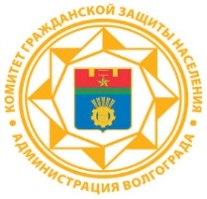 КОМИТЕТ ГРАЖДАНСКОЙ ЗАЩИТЫ НАСЕЛЕНИЯ
АДМИНИСТРАЦИЯ ВОЛГОГРАДА